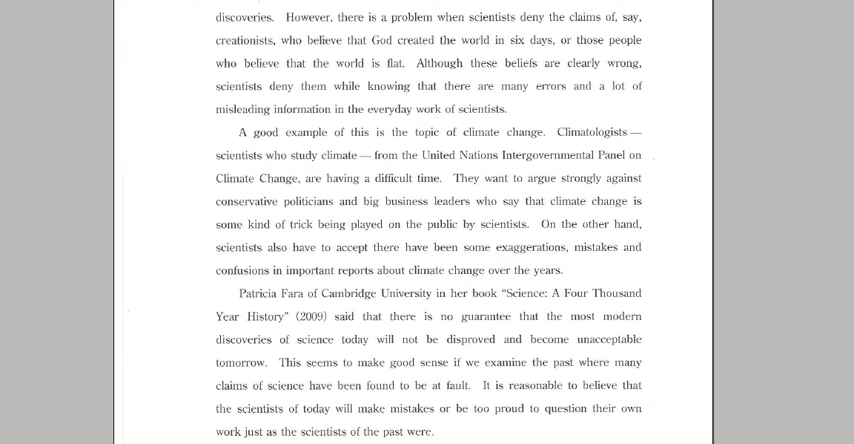 discoveries. However, there is a problem when scientists deny the claims of, say,
creationists, who believe that God created the world in six days, or those people
who believe that the world is flat. Although these beliefs are clearly wrong,
scientists deny them while knowing that there are many errors and a lot of
misleading information in the everyday work of scientists.
A good example of this is the topic of climate change. Climatologists —
scientists who study climate — from the United Nations Intergovernmental Panel on
Climate Change, are having a difficult time. They want to argue strongly against
conservative politicians and big business leaders who say that climate change is
some kind of trick being played on the public by scientists. On the other hand,
scientists also have to accept there have been some exaggerations, mistakes and
confusions in important reports about climate change over the years.
Patricia Fara of Cambridge University in her book “Science: A Four Thousand
Year History” (2009) said that there is no guarantee that the most modern
discoveries of science today will not be disproved and become unacceptable
tomorrow. This seems to make good sense if we examine the past where many
claims of science have been found to be at fault. It is reasonable to believe that
the scientists of today will make mistakes or be too proud to question their own
work just as the scientists of the past were.